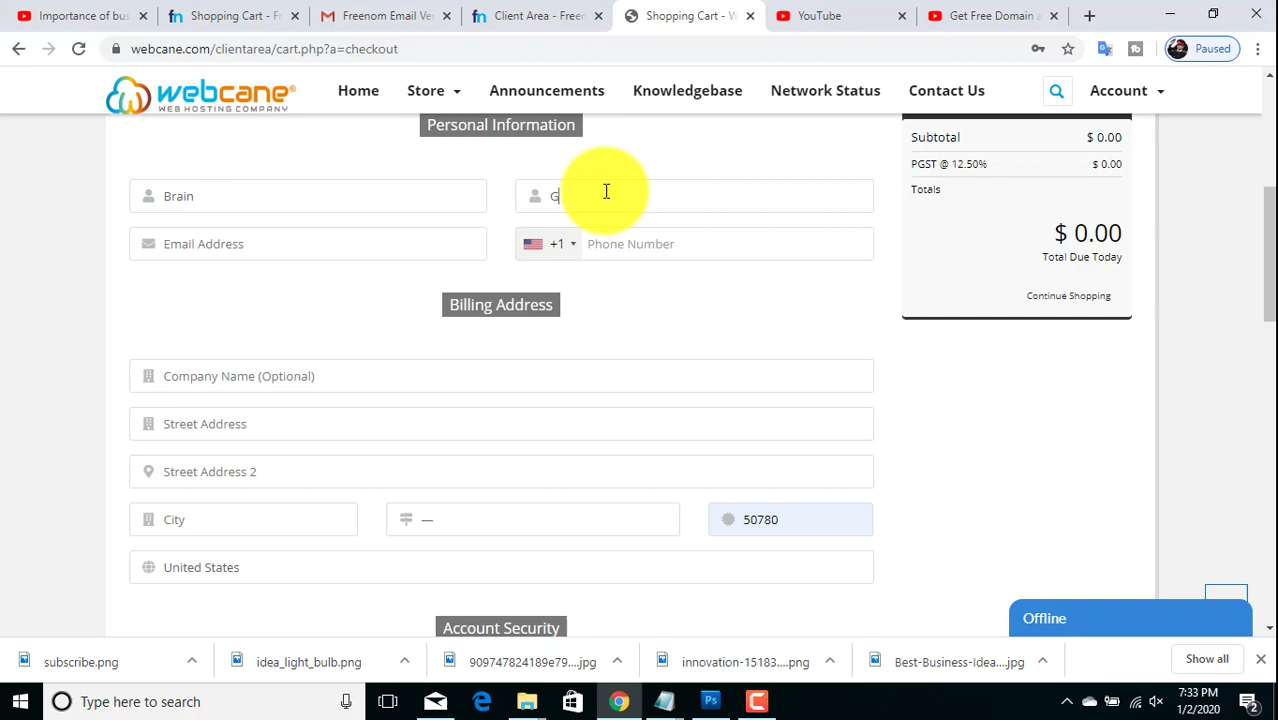 Importance of bus
Shopping Cart - F
Freenom Email Ve
Client Area - Freen
Shopping Cart - W
YouTube
Get Free Domain a
webcane.com/clientarea/cart.php?a=checkout
Paused
webcane®
WEB HOSTING COMPANY
Home Store Announcements Knowledgebase Network Status Contact Us Account
Personal Information
Subtotal $ 0.00
PGST @ 12.50% $ 0.00
Totals
$ 0.00
Total Due Today
Continue Shopping
Brain G
Email Address +1 Phone Number
Billing Address
Company Name (Optional)
Street Address
Street Address 2
City — 50780
United States
Account Security
Offline
subscribe.png
idea_light_bulb.png
909747824189e79....jpg
innovation-15183....png
Best-Business-Idea....jpg
Show all
Type here to search
7:33 PM
1/2/2020
2